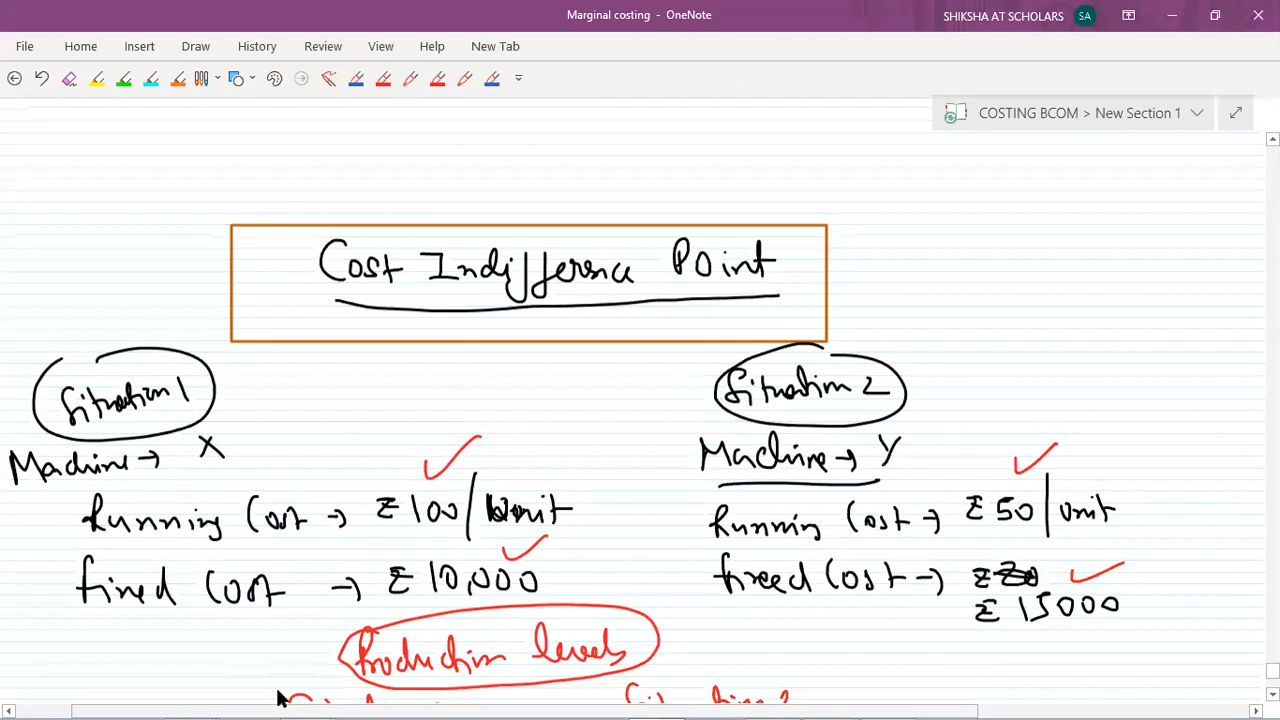 Marginal costing - OneNote
SHIKSHA AT SCHOLARS SA
File Home Insert Draw History Review View Help New Tab
COSTING BCOM > New Section 1
Cost Indifference Point
Situation 1
Machine → X
Running Cost → ₹ 100 / unit
fixed Cost → ₹ 10,000
Situation 2
Machine → Y
Running Cost → ₹ 50 / unit
fixed Cost →
₹ 15000
Production levels